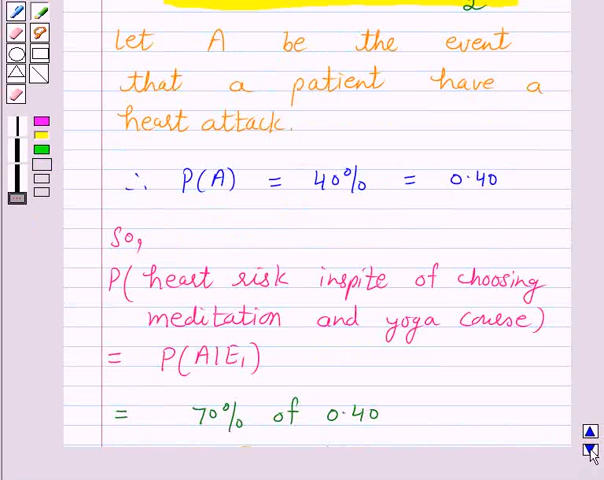 2
Let A be the event
that a patient have a
heart attack.
∴ P(A) = 40% = 0.40
So,
P( heart risk inspite of choosing
meditation and yoga course)
= P(A|E₁)
= 70% of 0.40